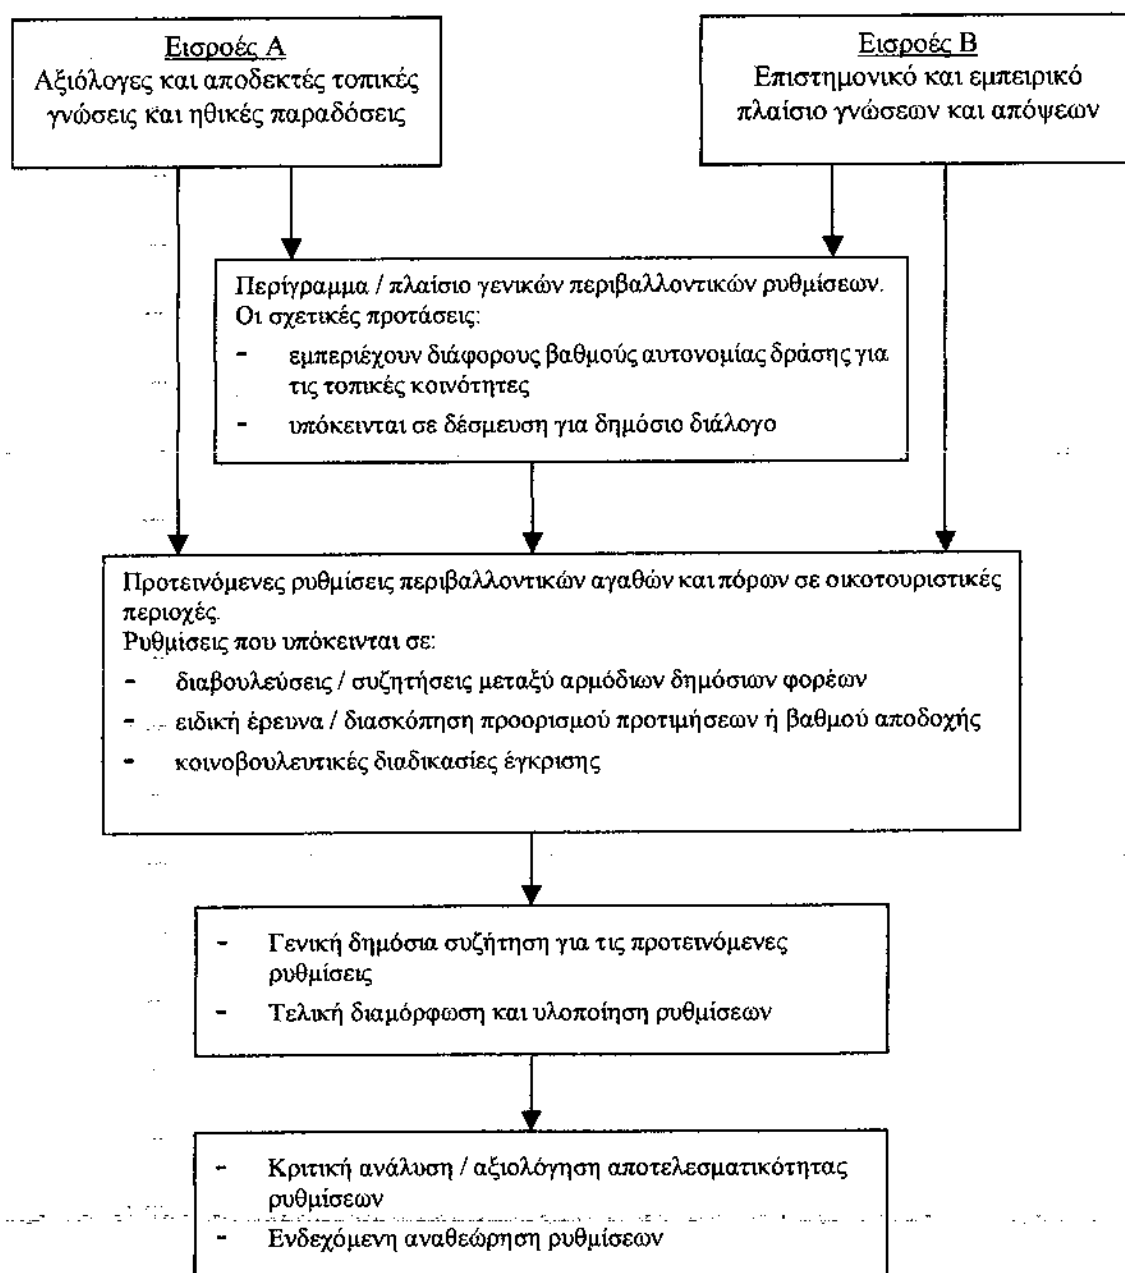 Εισροές Α
Αξιόλογες και αποδεκτές τοπικές
γνώσεις και ηθικές παραδόσεις
Εισροές Β
Επιστημονικό και εμπειρικό
πλαίσιο γνώσεων και απόψεων
Περίγραμμα / πλαίσιο γενικών περιβαλλοντικών ρυθμίσεων.
Οι σχετικές προτάσεις:
- εμπεριέχουν διάφορους βαθμούς αυτονομίας δράσης για
τις τοπικές κοινότητες
- υπόκεινται σε δέσμευση για δημόσιο διάλογο
Προτεινόμενες ρυθμίσεις περιβαλλοντικών αγαθών και πόρων σε οικοτουριστικές
περιοχές.
Ρυθμίσεις που υπόκεινται σε:
- διαβουλεύσεις / συζητήσεις μεταξύ αρμόδιων δημόσιων φορέων
- ειδική έρευνα / διασκόπηση προορισμού προτιμήσεων ή βαθμού αποδοχής
- κοινοβουλευτικές διαδικασίες έγκρισης
- Γενική δημόσια συζήτηση για τις προτεινόμενες
ρυθμίσεις
- Τελική διαμόρφωση και υλοποίηση ρυθμίσεων
- Κριτική ανάλυση / αξιολόγηση αποτελεσματικότητας
ρυθμίσεων
- Ενδεχόμενη αναθεώρηση ρυθμίσεων